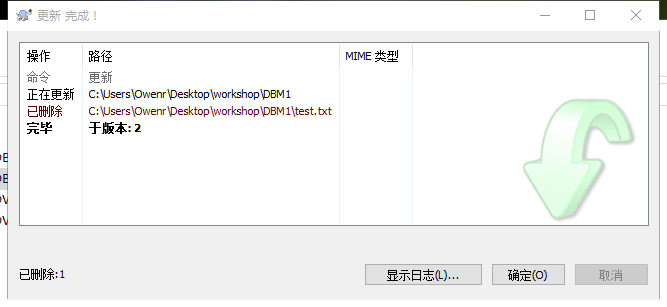 更新 完成！
操作 路径 MIME 类型
命令 更新
正在更新 C:\Users\Owenr\Desktop\workshop\DBM1
已删除 C:\Users\Owenr\Desktop\workshop\DBM1\test.txt
完毕 于版本: 2
已删除:1
显示日志(L)... 确定(O) 取消